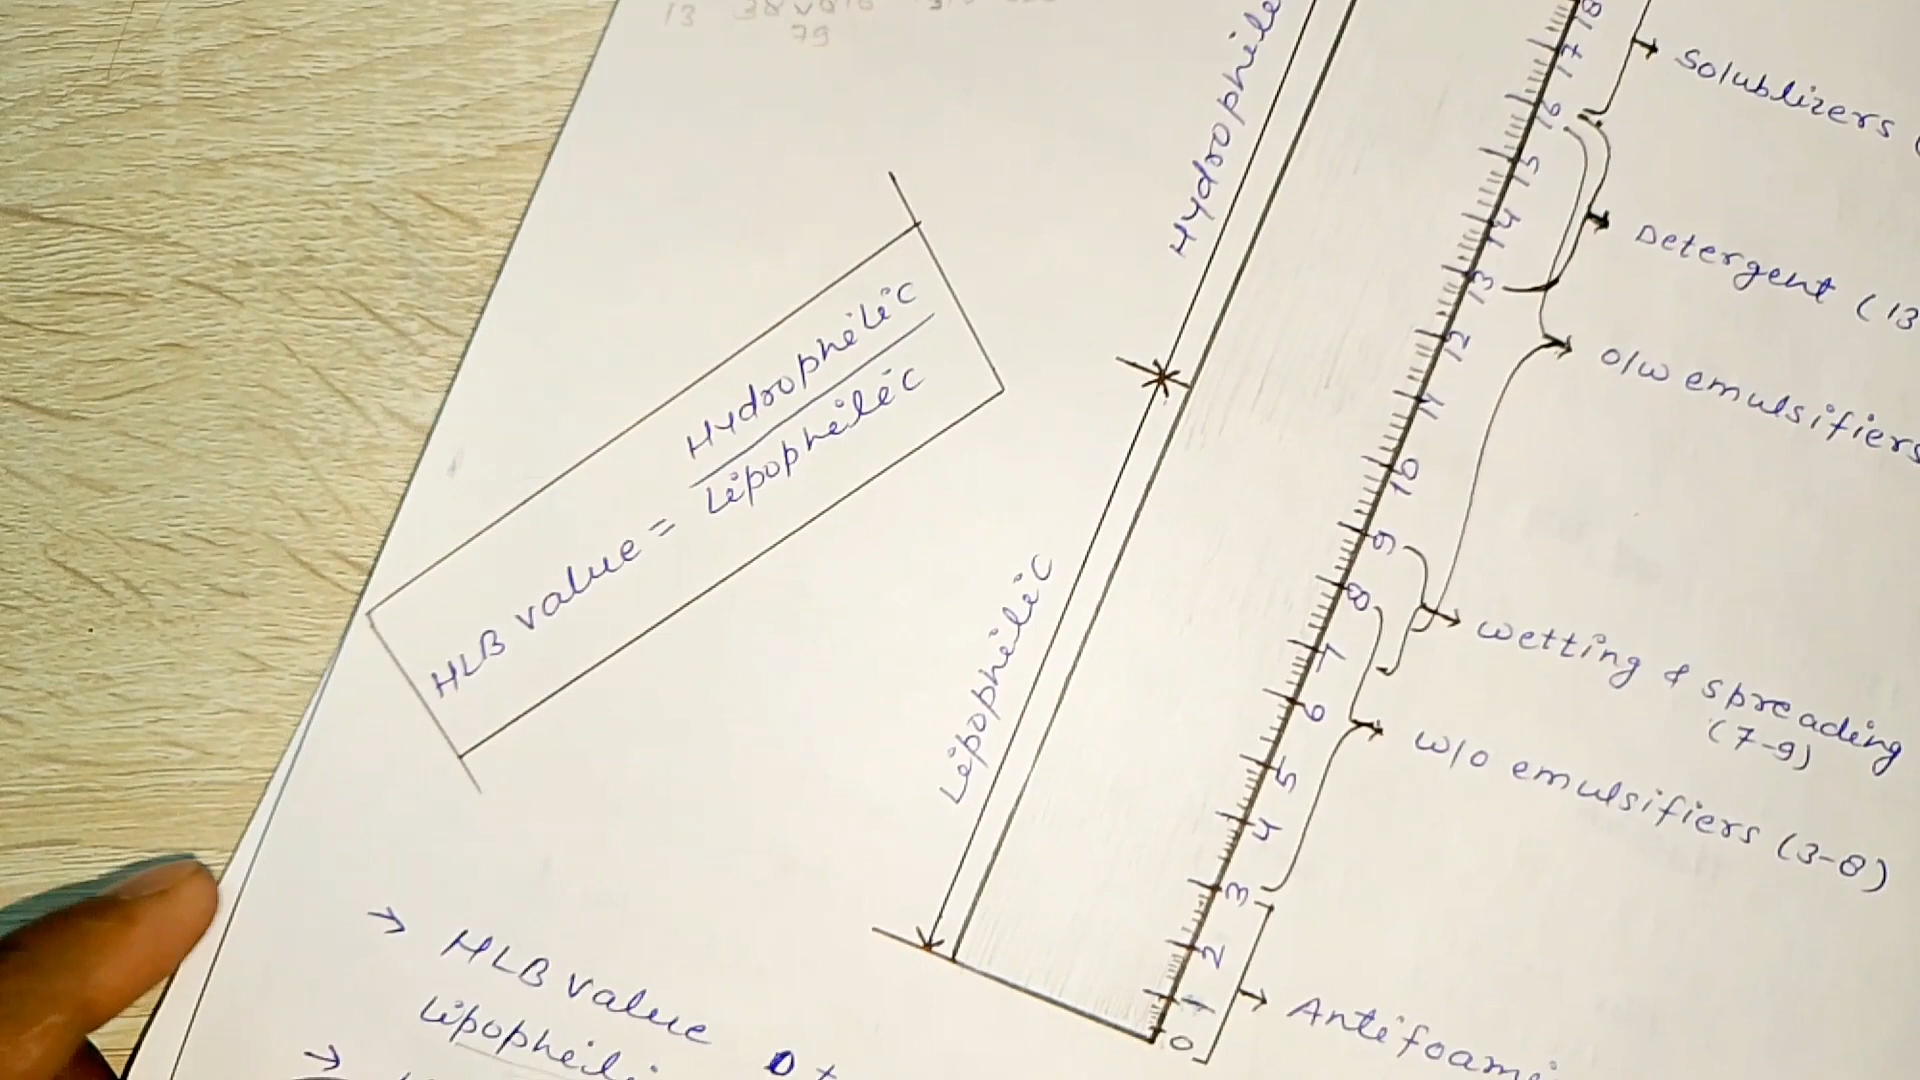 13
79
Hydrophile
18
17
16
15
14
13
12
11
10
9
8
7
6
5
4
3
2
1
0
Solublizers (
Detergent (13
o/w emulsifiers
wetting & spreading
(7-9)
w/o emulsifiers (3-8)
Antifoami
Lipophilic
HLB value = Hydrophilic
Lipophilic
→ HLB value
Lipophili
→